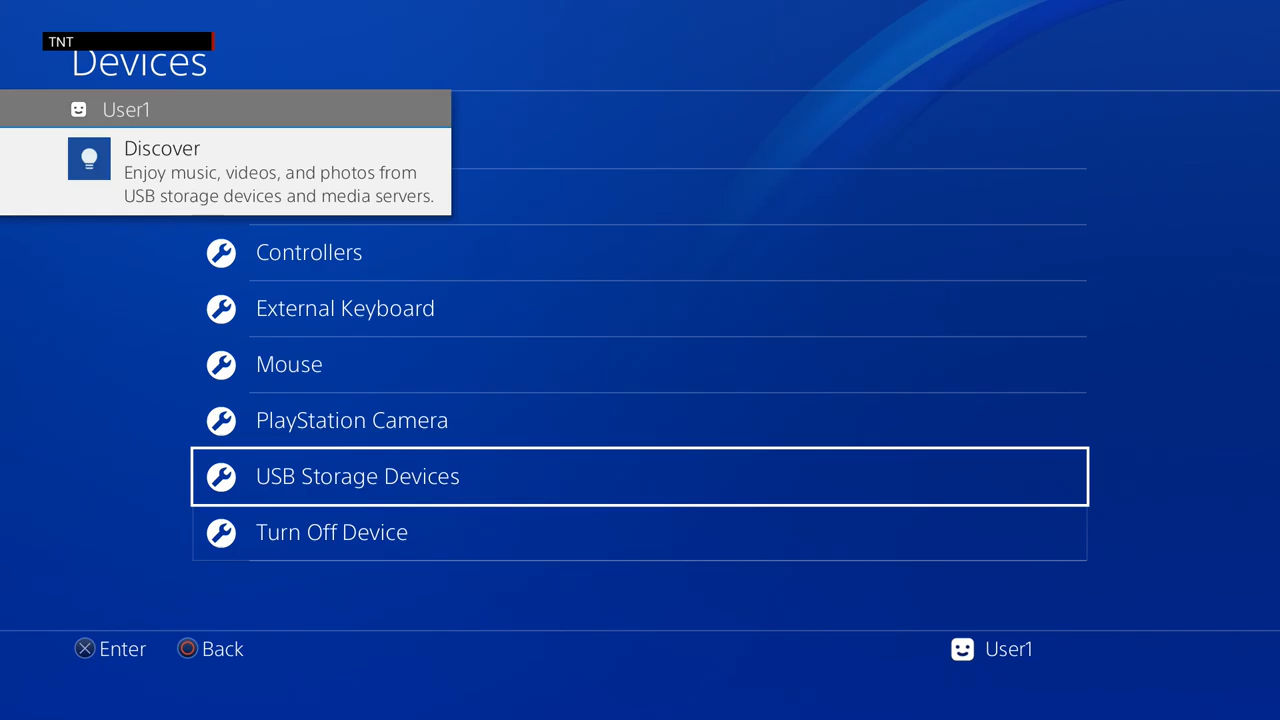 TNT
Devices
User1
Discover
Enjoy music, videos, and photos from
USB storage devices and media servers.
Controllers
External Keyboard
Mouse
PlayStation Camera
USB Storage Devices
Turn Off Device
Enter Back User1